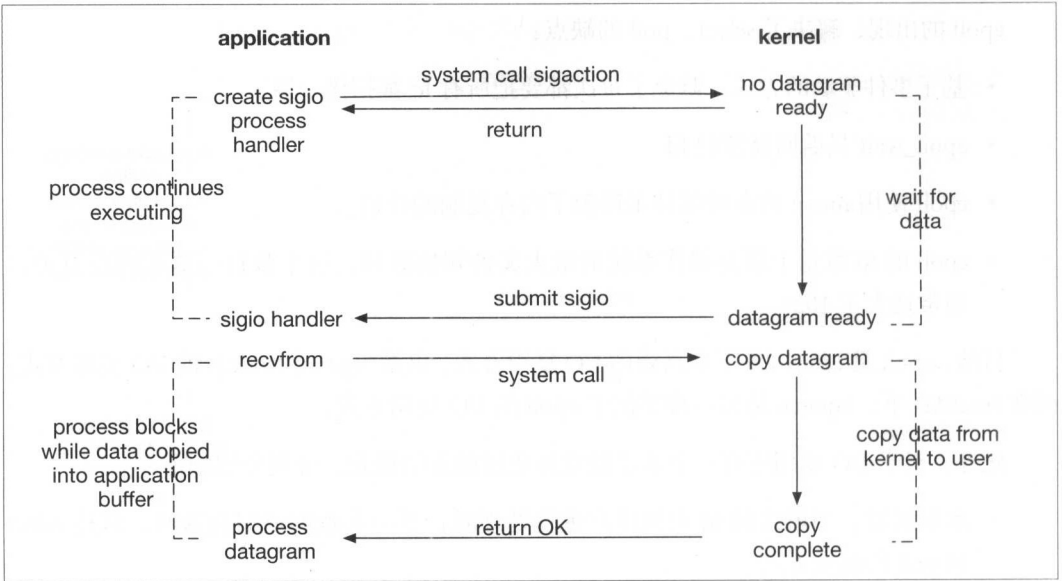 application
kernel
system call sigaction
create sigio
process
handler
no datagram
ready
return
process continues
executing
wait for
data
submit sigio
sigio handler
datagram ready
recvfrom
system call
copy datagram
process blocks
while data copied
into application
buffer
copy data from
kernel to user
process
datagram
return OK
copy
complete